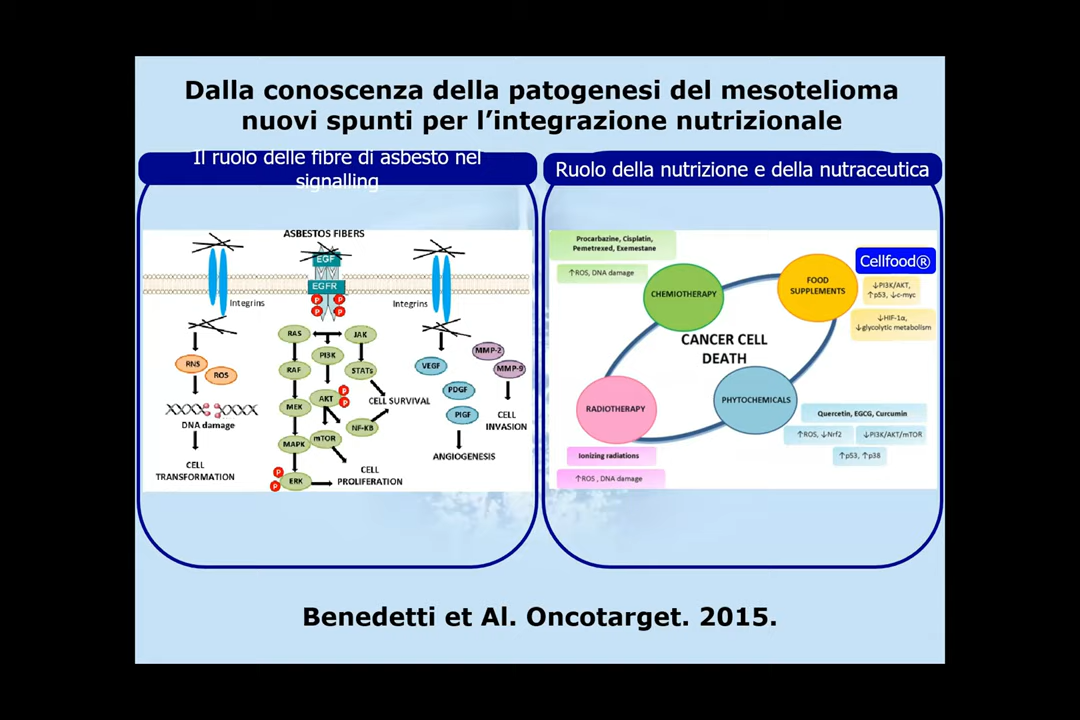 Dalla conoscenza della patogenesi del mesotelioma
nuovi spunti per l’integrazione nutrizionale
Il ruolo delle fibre di asbesto nel
signalling
ASBESTOS FIBERS
EGF
EGFR
P P
P P
Integrins
Integrins
RAS
JAK
PI3K
RNS
ROS
RAF
STATs
VEGF
MMP-2
MMP-9
DNA damage
MEK
AKT
P
P
CELL SURVIVAL
PDGF
PlGF
NF-KB
CELL
INVASION
MAPK
mTOR
ANGIOGENESIS
CELL
TRANSFORMATION
P
P
ERK
CELL
PROLIFERATION
Ruolo della nutrizione e della nutraceutica
Procarbazine, Cisplatin,
Pemetrexed, Exemestane
↑ROS, DNA damage
CHEMIOTHERAPY
FOOD
SUPPLEMENTS
Cellfood®
↓PI3K/AKT,
↑p53, ↓c-myc
↓HIF-1α,
↓glycolytic metabolism
CANCER CELL
DEATH
RADIOTHERAPY
PHYTOCHEMICALS
Quercetin, EGCG, Curcumin
↑ROS, ↓Nrf2
↓PI3K/AKT/mTOR
↑p53, ↑p38
Ionizing radiations
↑ROS , DNA damage
Benedetti et Al. Oncotarget. 2015.